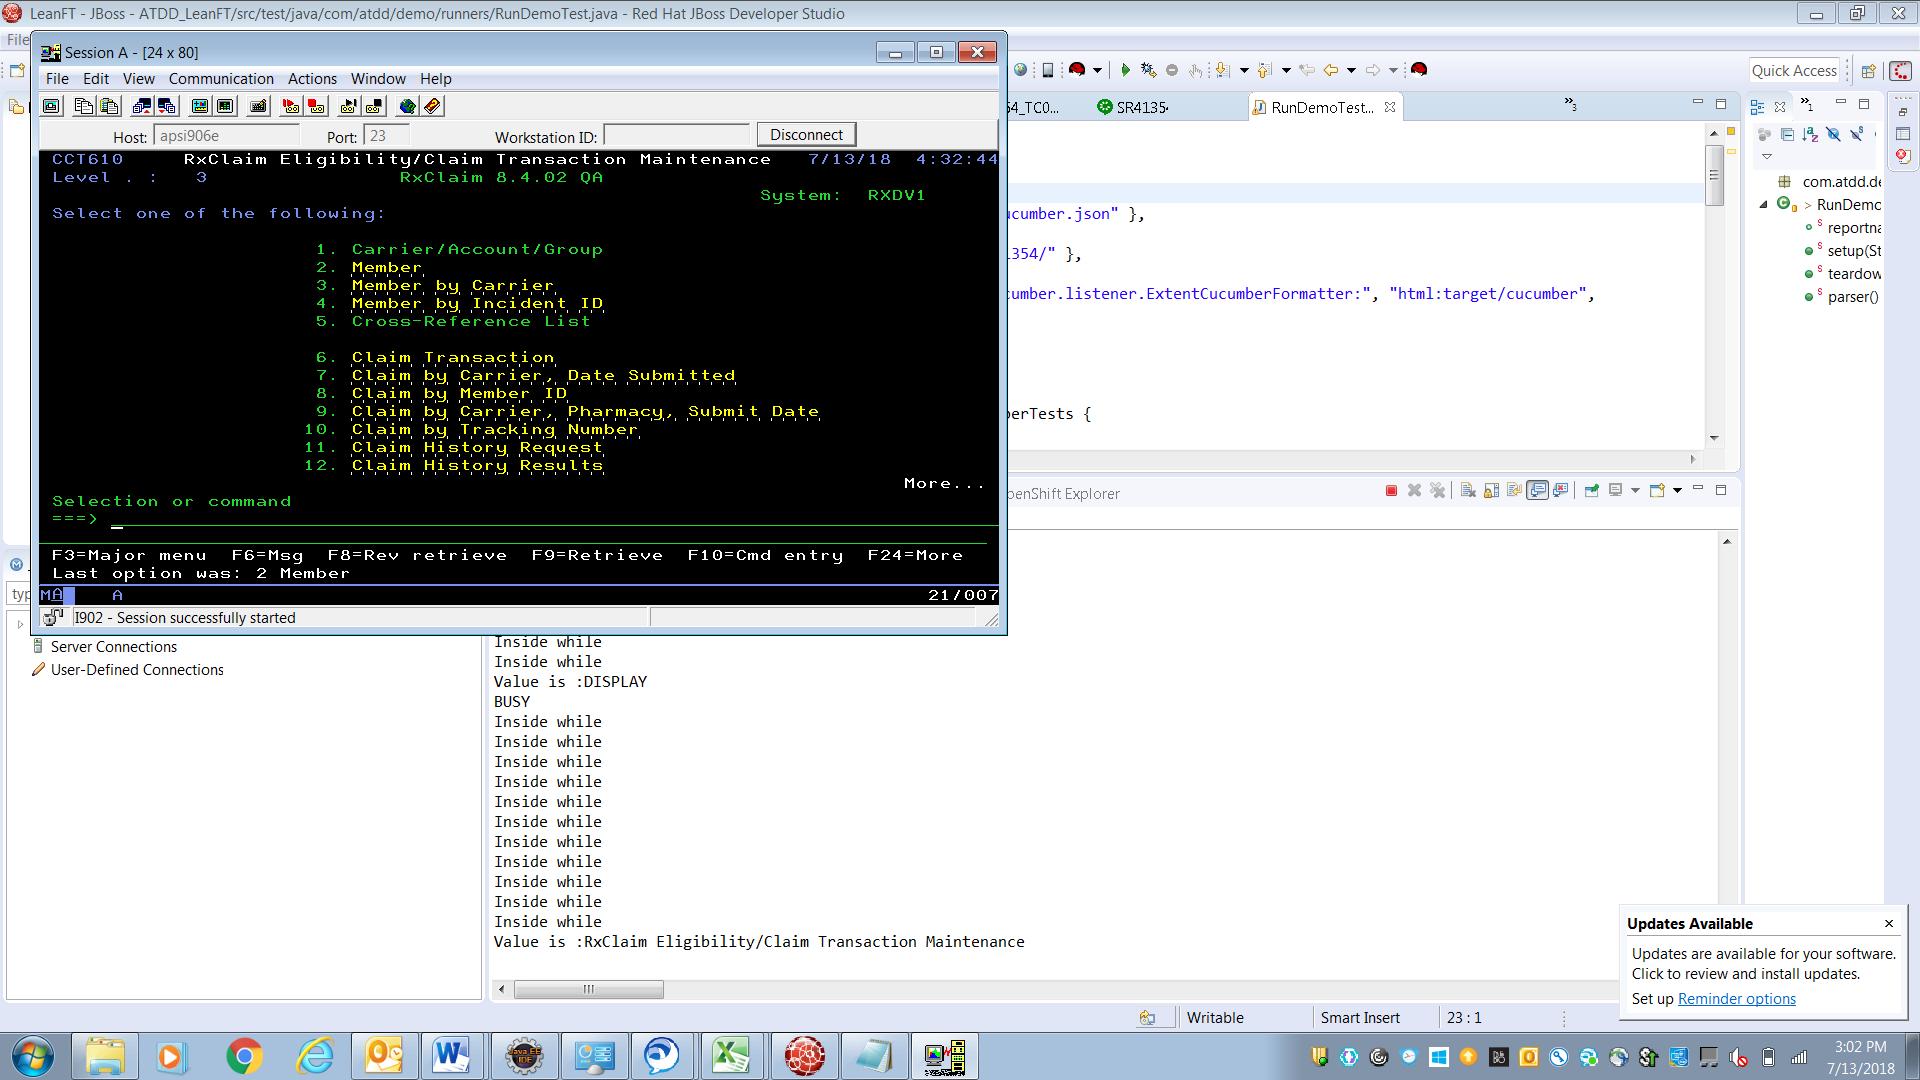 LeanFT - JBoss - ATDD_LeanFT/src/test/java/com/atdd/demo/runners/RunDemoTest.java - Red Hat JBoss Developer Studio
File
Session A - [24 x 80]
File Edit View Communication Actions Window Help
Host: apsi906e Port: 23 Workstation ID: Disconnect
CCT610 RxClaim Eligibility/Claim Transaction Maintenance 7/13/18 4:32:44
Level . : 3 RxClaim 8.4.02 QA
System: RXDV1
Select one of the following:
1. Carrier/Account/Group
2. Member
3. Member by Carrier
4. Member by Incident ID
5. Cross-Reference List
6. Claim Transaction
7. Claim by Carrier, Date Submitted
8. Claim by Member ID
9. Claim by Carrier, Pharmacy, Submit Date
10. Claim by Tracking Number
11. Claim History Request
12. Claim History Results
More...
Selection or command
===>
F3=Major menu F6=Msg F8=Rev retrieve F9=Retrieve F10=Cmd entry F24=More
Last option was: 2 Member
MA A 21/007
I902 - Session successfully started
Quick Access
54_TC0... SR4135 RunDemoTest... 3
1
ucumber.json" },
1354/" },
cumber.listener.ExtentCucumberFormatter:", "html:target/cucumber",
berTests {
com.atdd.de
> RunDemo
reportna
setup(St
teardow
parser()
penShift Explorer
typ
Server Connections
User-Defined Connections
Inside while
Inside while
Value is :DISPLAY
BUSY
Inside while
Inside while
Inside while
Inside while
Inside while
Inside while
Inside while
Inside while
Inside while
Inside while
Inside while
Value is :RxClaim Eligibility/Claim Transaction Maintenance
Updates Available
Updates are available for your software.
Click to review and install updates.
Set up Reminder options
Writable Smart Insert 23 : 1
Java EE
IDE
3:02 PM
7/13/2018